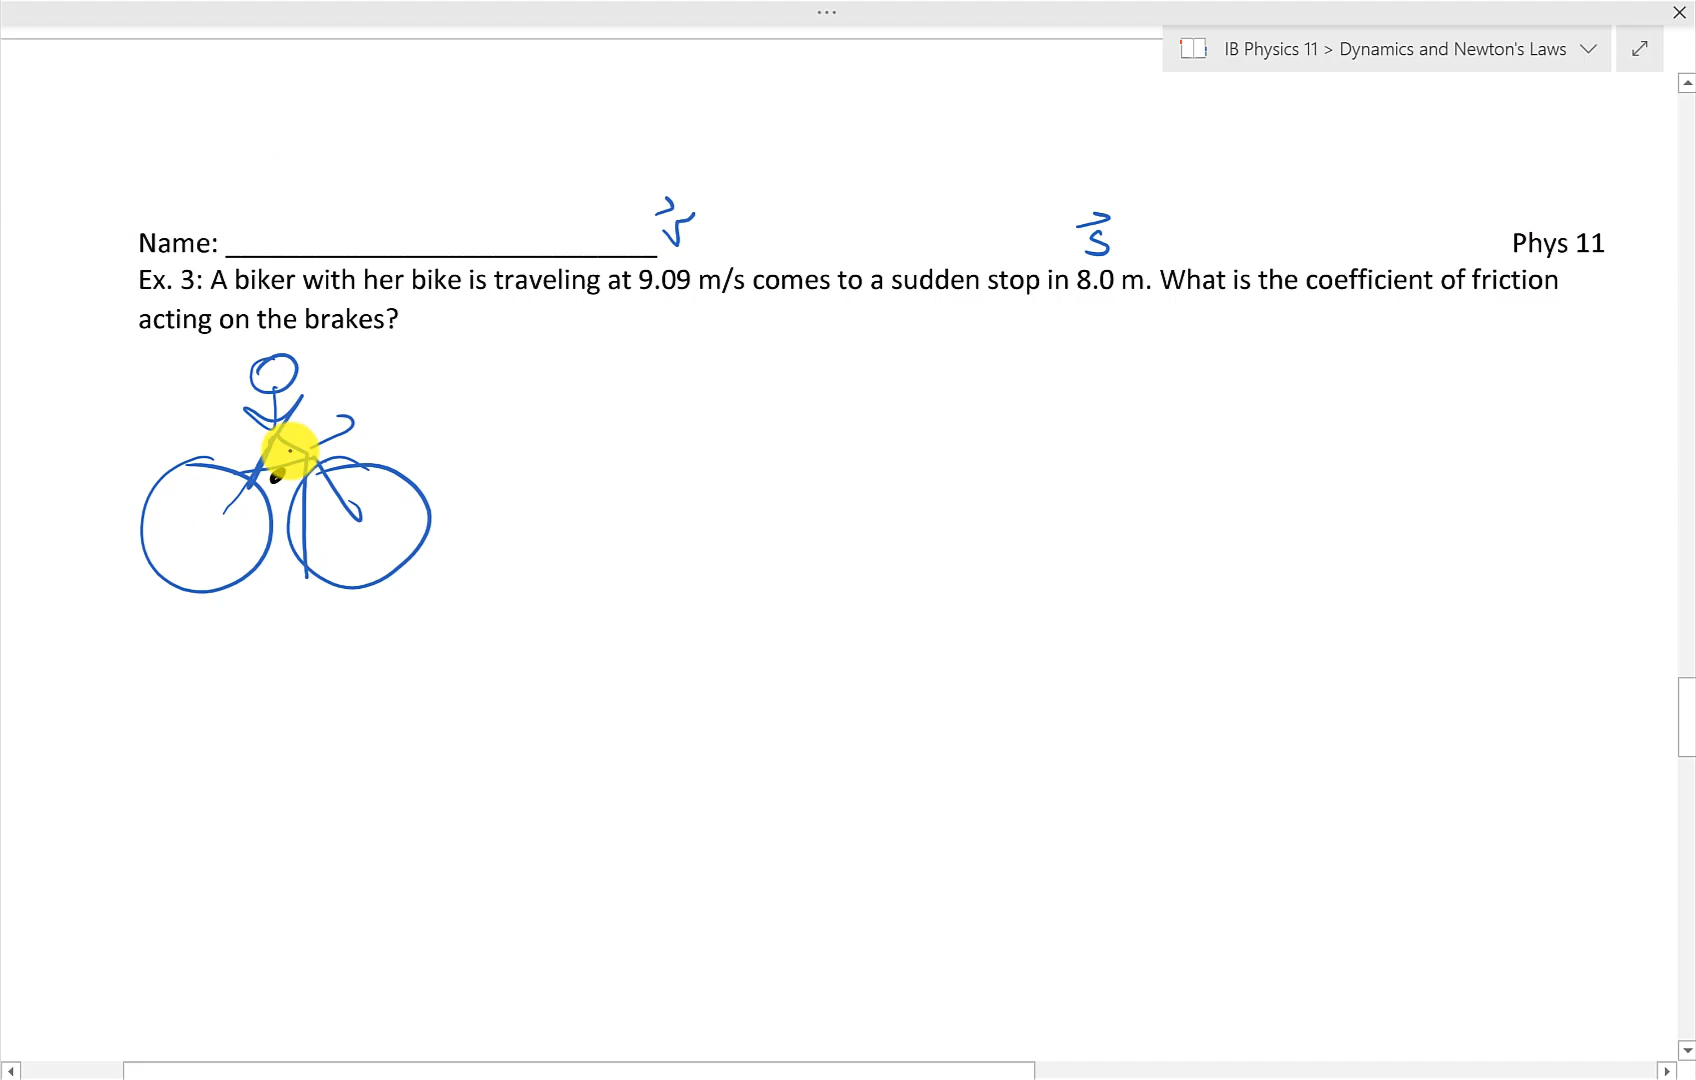 IB Physics 11 > Dynamics and Newton's Laws
v
s
Name: ______________________________ Phys 11
Ex. 3: A biker with her bike is traveling at 9.09 m/s comes to a sudden stop in 8.0 m. What is the coefficient of friction
acting on the brakes?